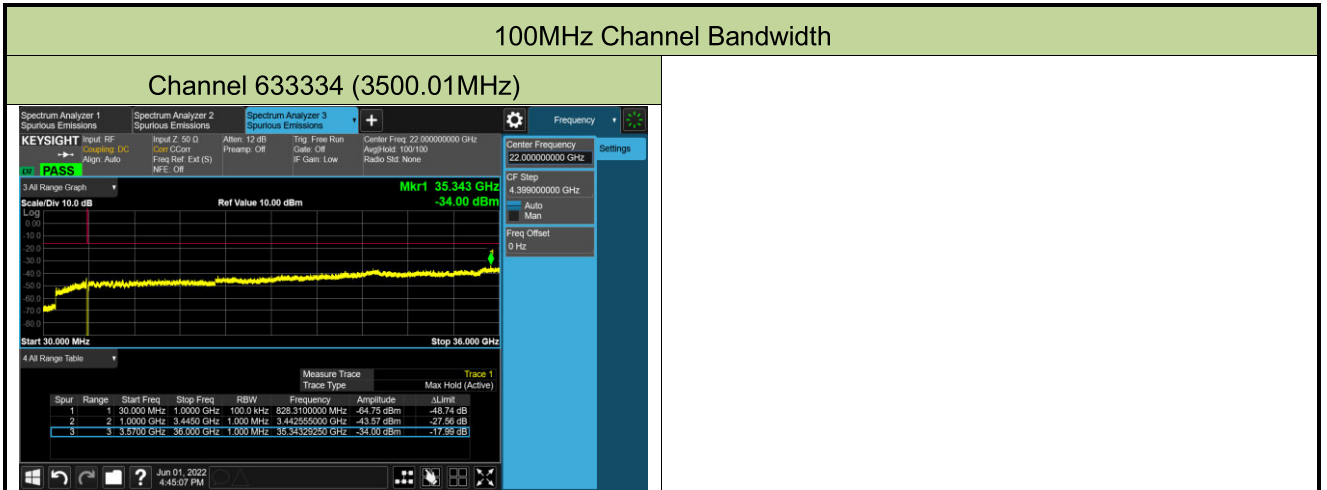 100MHz Channel Bandwidth
Channel 633334 (3500.01MHz)
Spectrum Analyzer 1
Spurious Emissions
Spectrum Analyzer 2
Spurious Emissions
Spectrum Analyzer 3
Spurious Emissions
Frequency
KEYSIGHT
Input: RF
Coupling: DC
Align: Auto
Input Z: 50 Ω
Corr CCorr
Freq Ref: Ext (S)
NFE: Off
Atten: 12 dB
Preamp: Off
Trig: Free Run
Gate: Off
IF Gain: Low
Center Freq: 22.000000000 GHz
Avg|Hold: 100/100
Radio Std: None
PASS
Center Frequency
22.000000000 GHz
Settings
CF Step
4.399000000 GHz
Auto
Man
Freq Offset
0 Hz
3 All Range Graph
Mkr1 35.343 GHz
-34.00 dBm
Scale/Div 10.0 dB
Ref Value 10.00 dBm
Log
0.00
-10.0
-20.0
-30.0
-40.0
-50.0
-60.0
-70.0
-80.0
Start 30.000 MHz
Stop 36.000 GHz
4 All Range Table
Measure Trace Trace 1
Trace Type Max Hold (Active)
Spur Range Start Freq Stop Freq RBW Frequency Amplitude ΔLimit
1 1 30.000 MHz 1.0000 GHz 100.0 kHz 828.3100000 MHz -64.75 dBm -48.74 dB
2 2 1.0000 GHz 3.4450 GHz 1.000 MHz 3.442555000 GHz -43.57 dBm -27.56 dB
3 3 3.5700 GHz 36.000 GHz 1.000 MHz 35.34329250 GHz -34.00 dBm -17.99 dB
Jun 01, 2022
4:45:07 PM